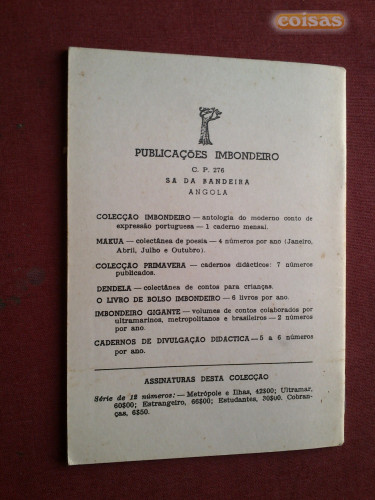 coisas
PUBLICAÇÕES IMBONDEIRO
C. P. 276
SA DA BANDEIRA
ANGOLA
COLECÇÃO IMBONDEIRO — antologia do moderno conto de
expressão portuguesa — 1 caderno mensal.
MAKUA — colectânea de poesia — 4 números por ano (Janeiro,
Abril, Julho e Outubro).
COLECÇÃO PRIMAVERA — cadernos didácticos: 7 números
publicados.
DENDELA — colectânea de contos para crianças.
O LIVRO DE BOLSO IMBONDEIRO — 6 livros por ano.
IMBONDEIRO GIGANTE — volumes de contos colaborados por
ultramarinos, metropolitanos e brasileiros — 2 números
por ano.
CADERNOS DE DIVULGAÇÃO DIDACTICA — 5 a 6 números
por ano.
ASSINATURAS DESTA COLECÇÃO
Série de 12 números: — Metrópole e Ilhas, 42$00; Ultramar,
60$00; Estrangeiro, 66$00; Estudantes, 30$00. Cobran-
ças, 6$50.